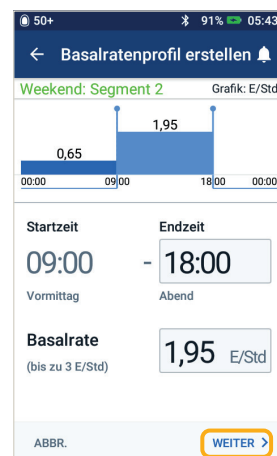 50+ 91% 05:43
Basalratenprofil erstellen
Weekend: Segment 2 Grafik: E/Std
1,95
0,65
00:00 09:00 18:00 00:00
Startzeit Endzeit
09:00 - 18:00
Vormittag Abend
Basalrate
1,95 E/Std
(bis zu 3 E/Std)
ABBR. WEITER